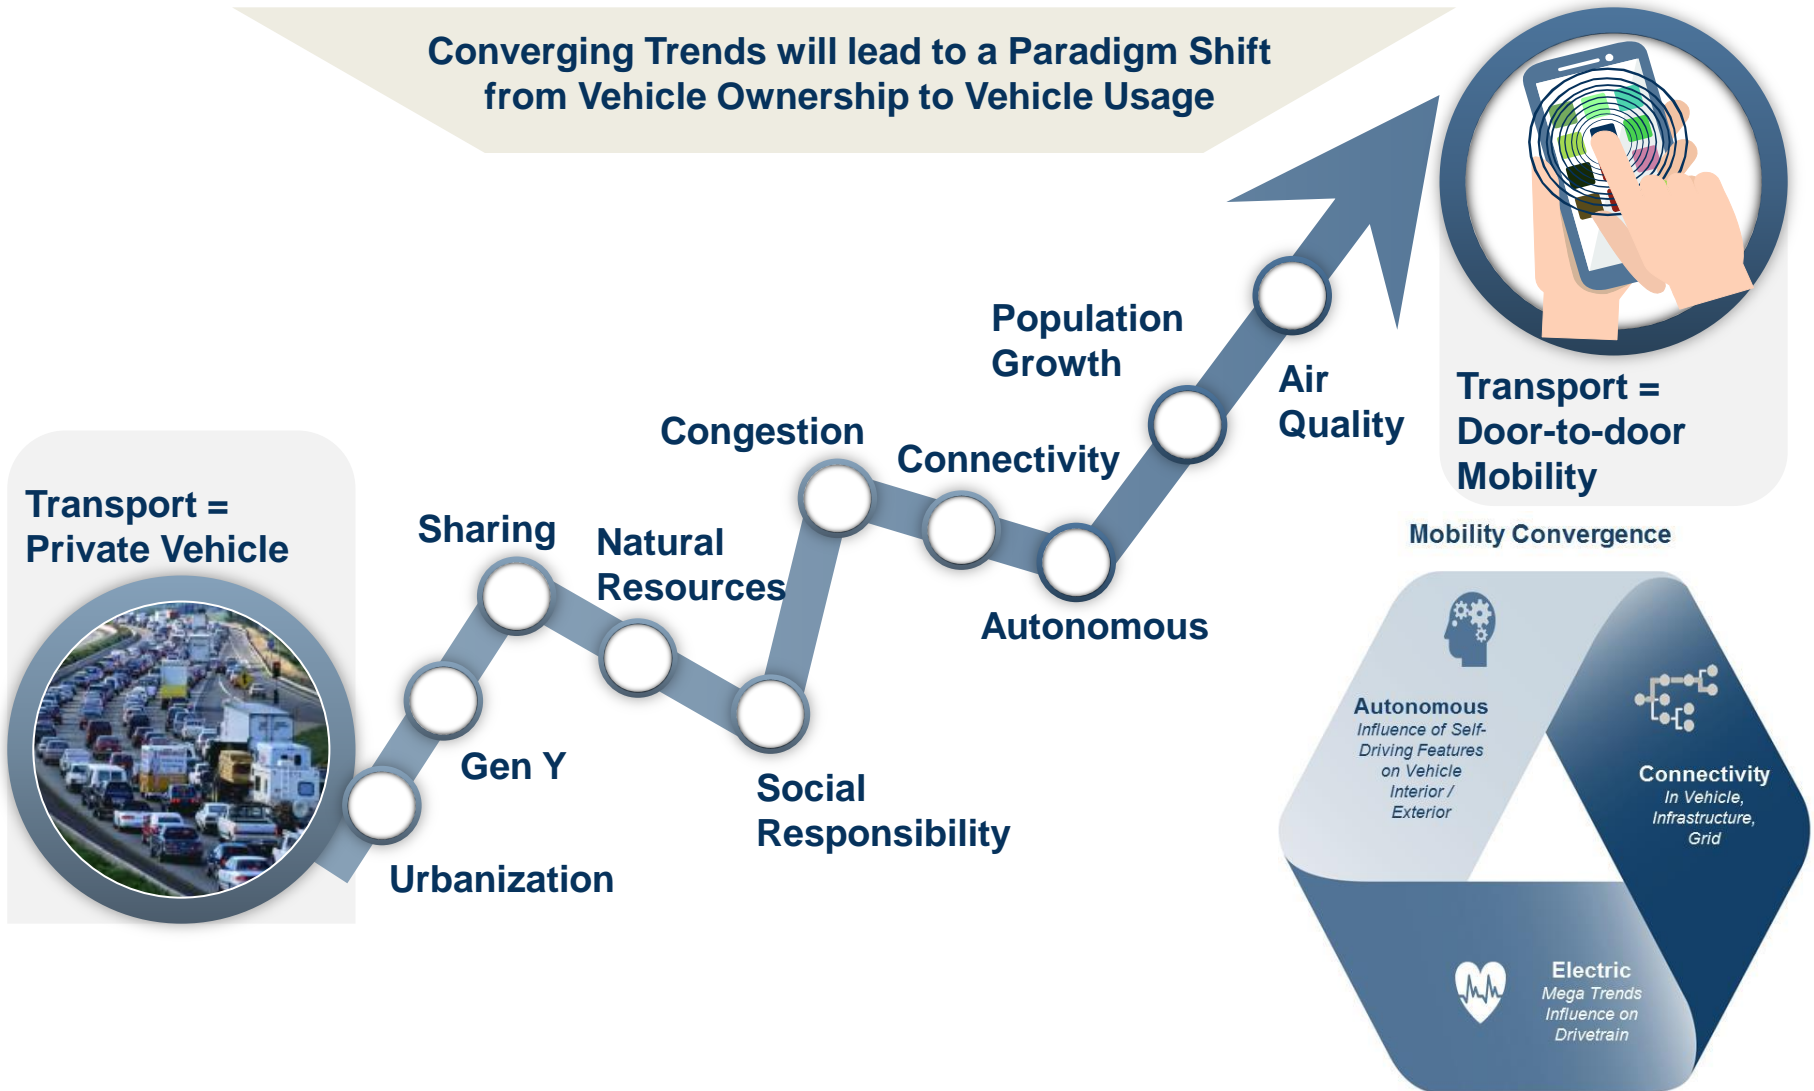 Converging Trends will lead to a Paradigm Shift
from Vehicle Ownership to Vehicle Usage
Transport =
Private Vehicle
Urbanization
Gen Y
Sharing
Natural
Resources
Social
Responsibility
Congestion
Connectivity
Autonomous
Population
Growth
Air
Quality
Transport =
Door-to-door
Mobility
Mobility Convergence
Autonomous
Influence of Self-
Driving Features
on Vehicle
Interior /
Exterior
Connectivity
In Vehicle,
Infrastructure,
Grid
Electric
Mega Trends
Influence on
Drivetrain